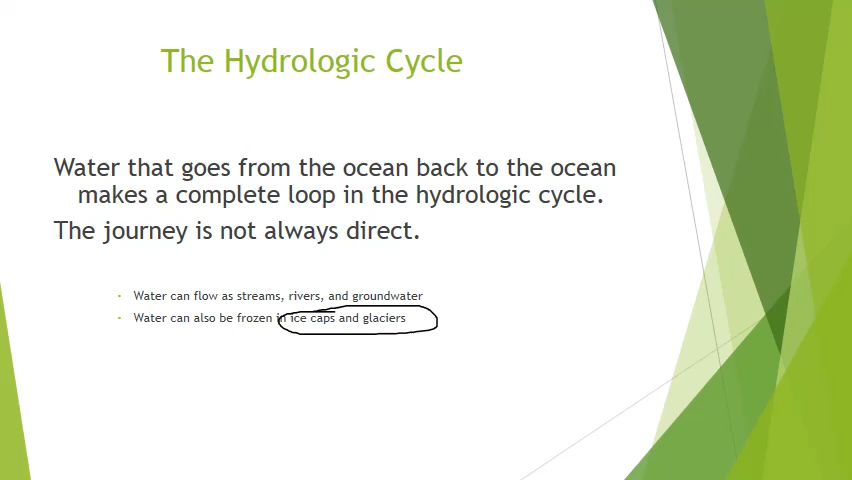 The Hydrologic Cycle
Water that goes from the ocean back to the ocean
makes a complete loop in the hydrologic cycle.
The journey is not always direct.
• Water can flow as streams, rivers, and groundwater
• Water can also be frozen in ice caps and glaciers